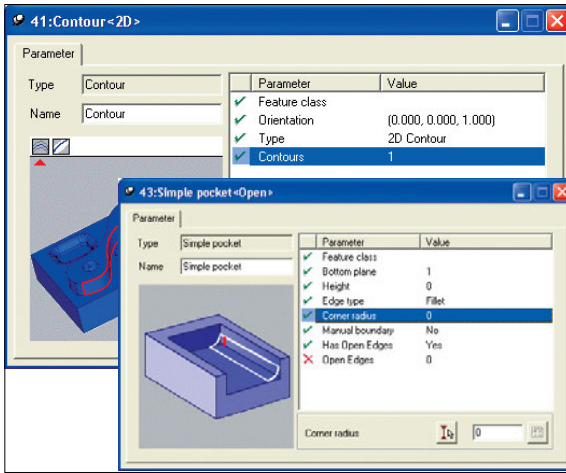 41:Contour<2D>
Parameter
Type Contour
Name Contour
Parameter Value
Feature class
Orientation (0.000, 0.000, 1.000)
Type 2D Contour
Contours 1
43:Simple pocket<Open>
Parameter
Type Simple pocket
Name Simple pocket
Parameter Value
Feature class
Bottom plane 1
Height 0
Edge type Fillet
Corner radius 0
Manual boundary No
Has Open Edges Yes
Open Edges 0
Corner radius 0